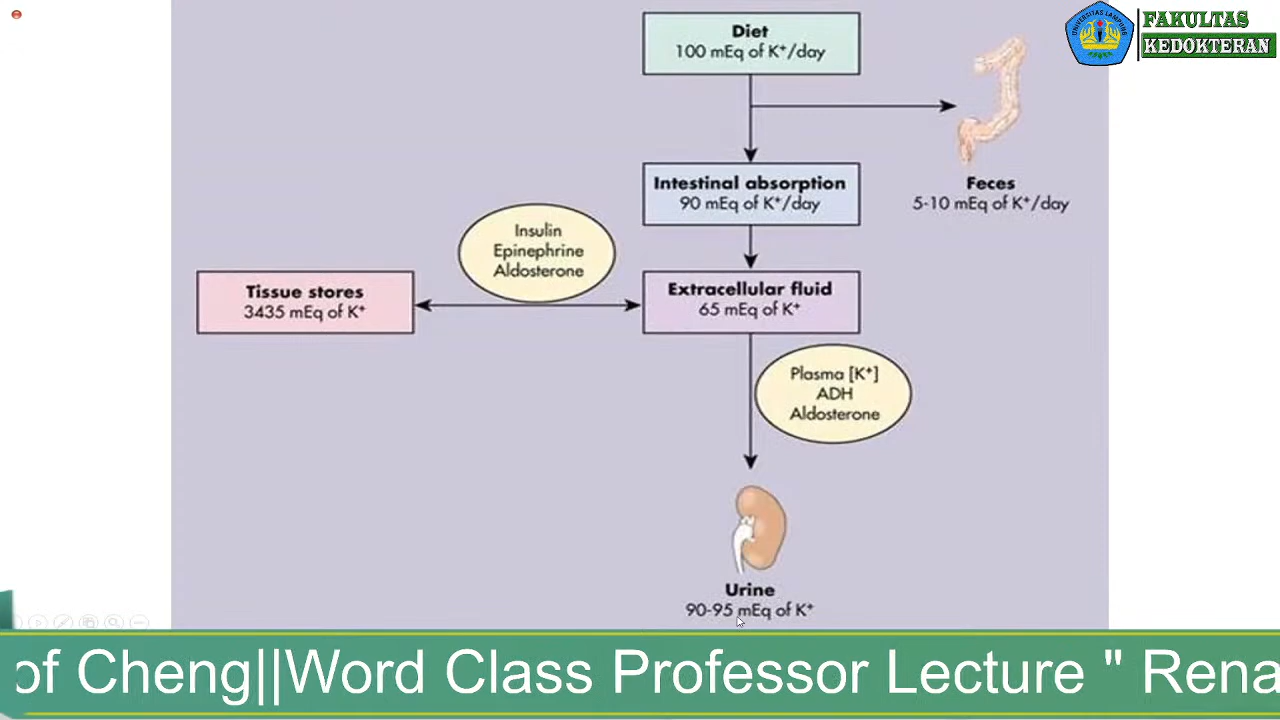 FAKULTAS
KEDOKTERAN
Diet
100 mEq of K⁺/day
Intestinal absorption
90 mEq of K⁺/day
Feces
5-10 mEq of K⁺/day
Insulin
Epinephrine
Aldosterone
Tissue stores
3435 mEq of K⁺
Extracellular fluid
65 mEq of K⁺
Plasma [K⁺]
ADH
Aldosterone
Urine
90-95 mEq of K⁺
of Cheng||Word Class Professor Lecture " Rena